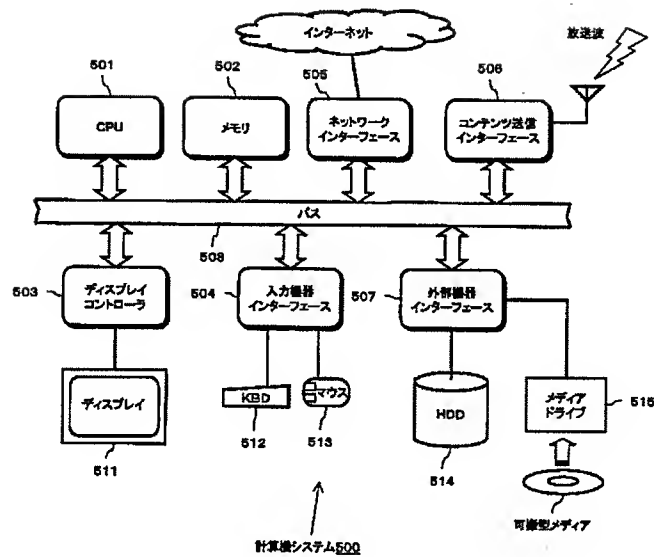 インターネット
放送波
501
502
505
506
CPU
メモリ
ネットワーク
インターフェース
コンテンツ送信
インターフェース
バス
508
503
ディスプレイ
コントローラ
504
入力機器
インターフェース
507
外部機器
インターフェース
ディスプレイ
KBD
マウス
HDD
メディア
ドライブ
515
511
512
513
514
可搬型メディア
計算機システム500